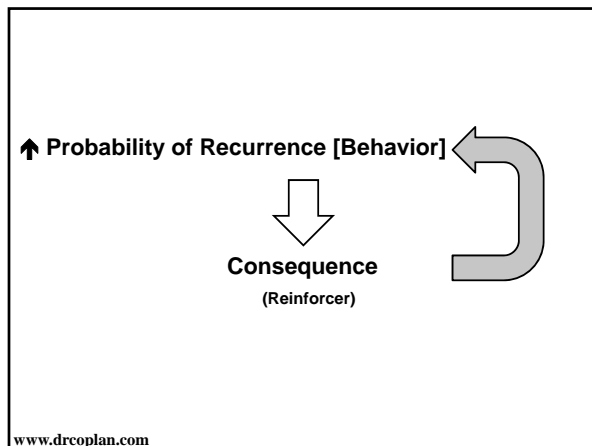 ↑ Probability of Recurrence [Behavior]
Consequence
(Reinforcer)
www.drcoplan.com